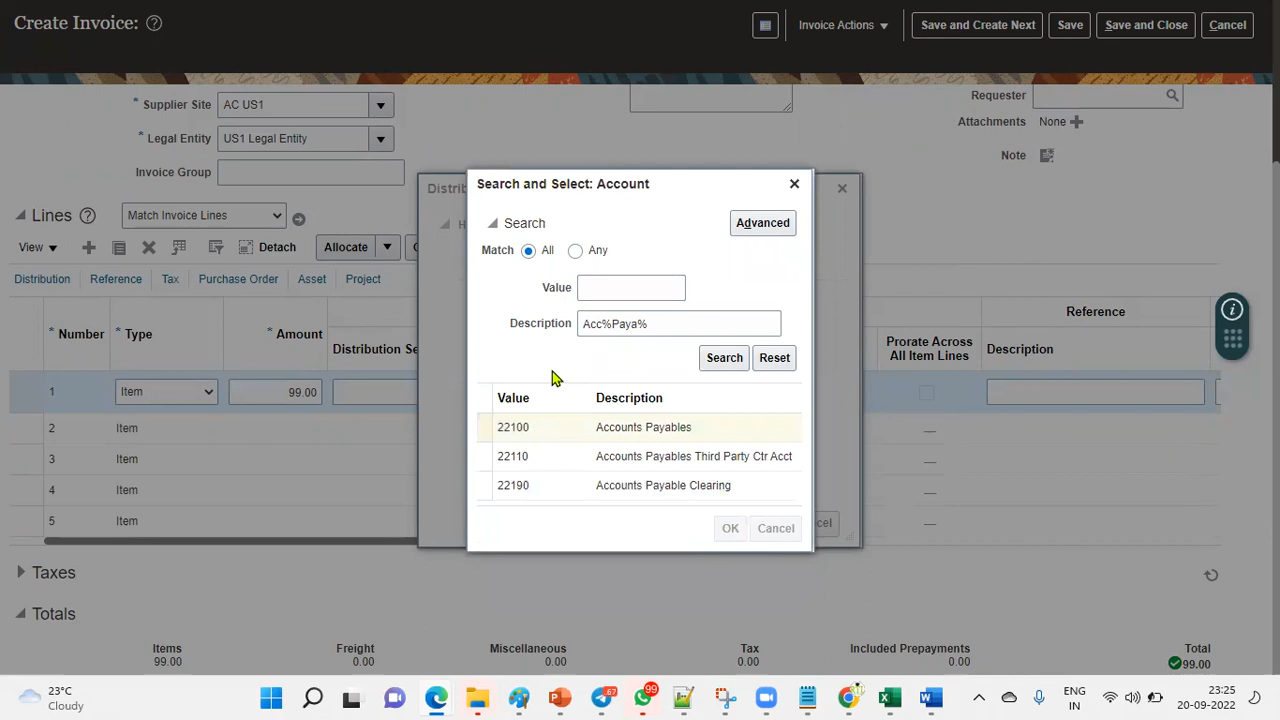 Create Invoice:
Invoice Actions
Save and Create Next
Save
Save and Close
Cancel
* Supplier Site AC US1
* Legal Entity US1 Legal Entity
Invoice Group
Requester
Attachments None
Note
Lines
Match Invoice Lines
View
Detach
Allocate
Distribution
Reference
Tax
Purchase Order
Asset
Project
Search and Select: Account
Search
Advanced
Match All Any
Value
Description Acc%Paya%
Search
Reset
Value Description
22100 Accounts Payables
22110 Accounts Payables Third Party Ctr Acct
22190 Accounts Payable Clearing
OK
Cancel
Number
* Type
* Amount
Reference
Prorate Across
All Item Lines
Description
1 Item 99.00
2 Item —
3 Item —
4 Item —
5 Item —
Taxes
Totals
Items Freight Miscellaneous Tax Included Prepayments Total
99.00 0.00 0.00 0.00 0.00 99.00
23°C
Cloudy
67
99
ENG
IN
23:25
20-09-2022